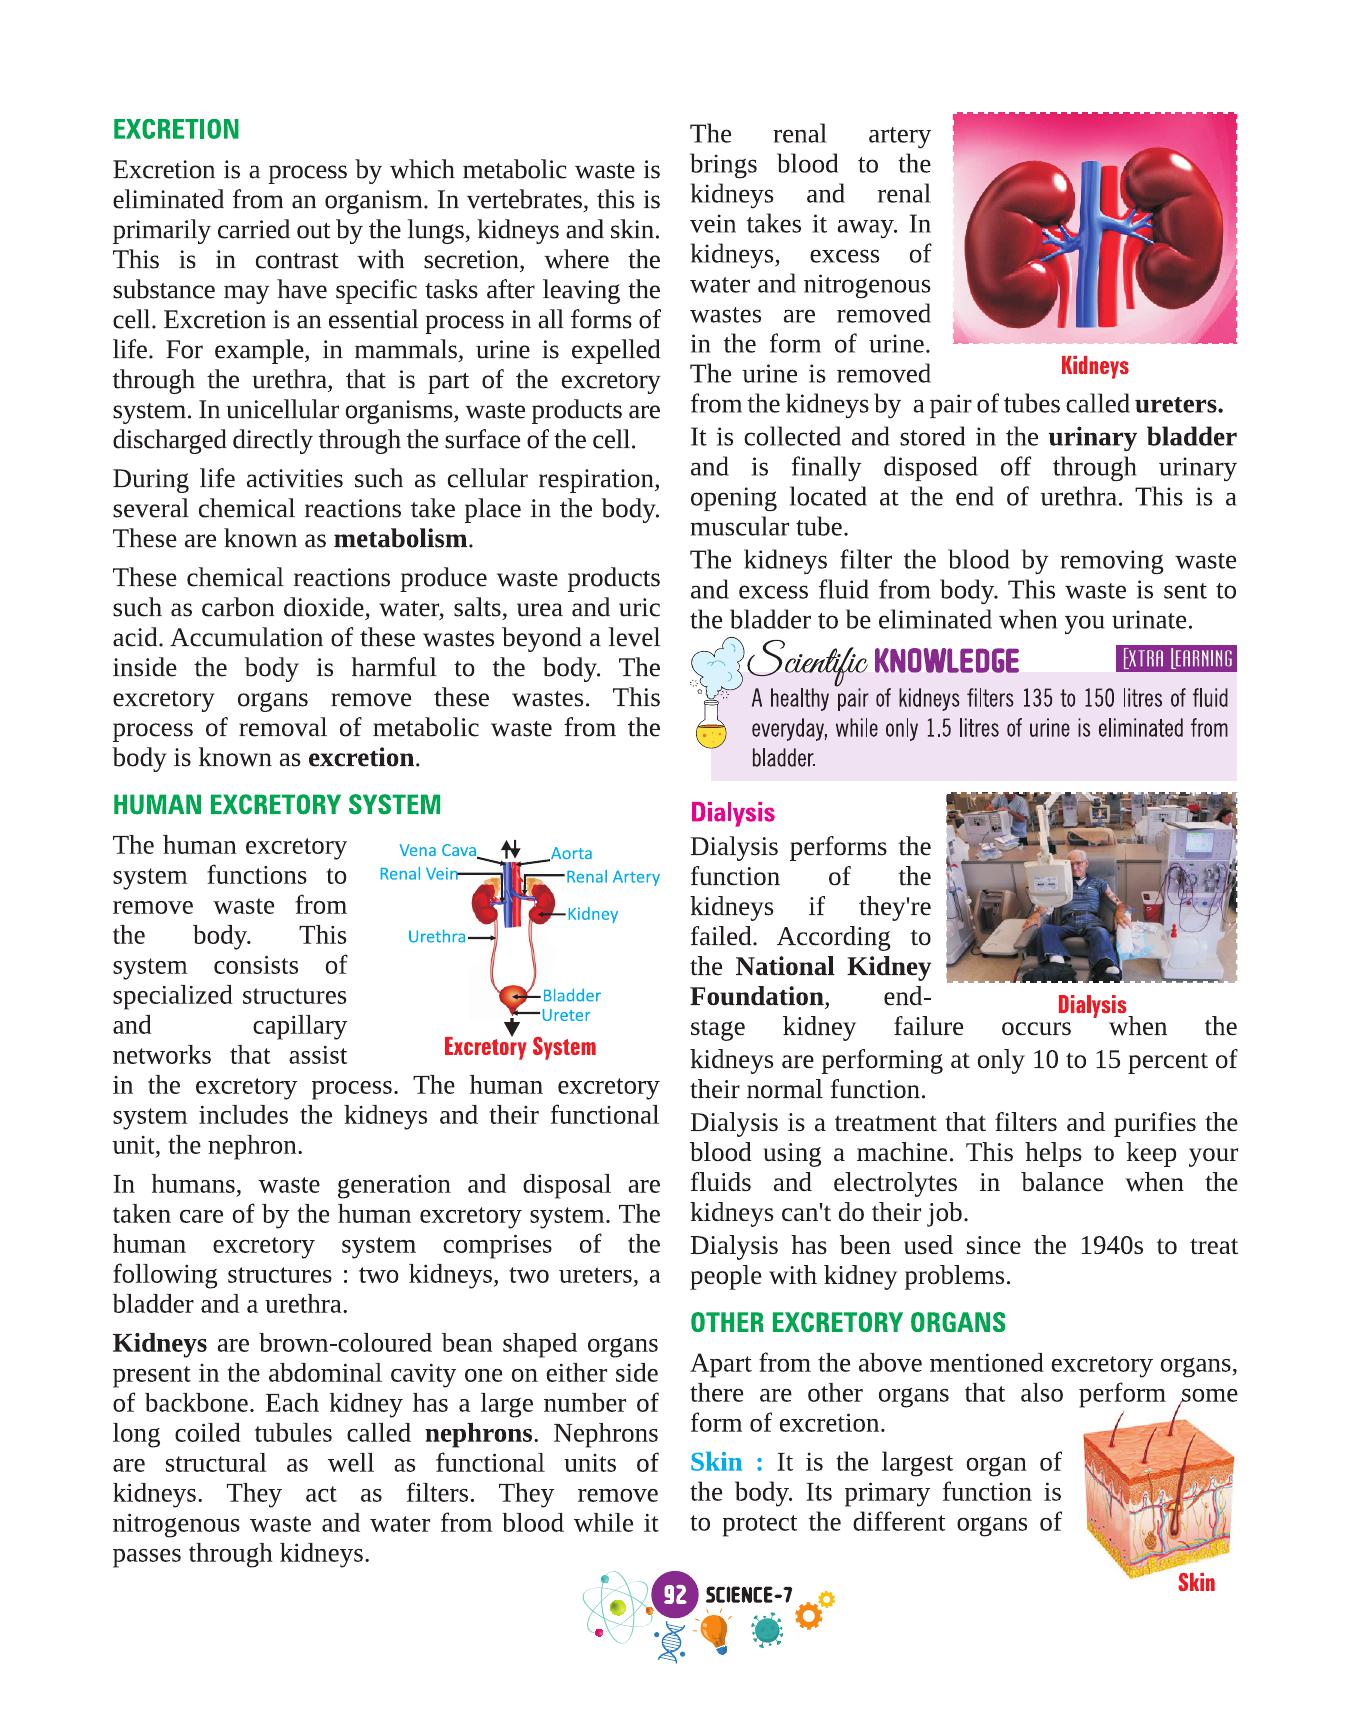 EXCRETION
Excretion is a process by which metabolic waste is
eliminated from an organism. In vertebrates, this is
primarily carried out by the lungs, kidneys and skin.
This is in contrast with secretion, where the
substance may have specific tasks after leaving the
cell. Excretion is an essential process in all forms of
life. For example, in mammals, urine is expelled
through the urethra, that is part of the excretory
system. In unicellular organisms, waste products are
discharged directly through the surface of the cell.
During life activities such as cellular respiration,
several chemical reactions take place in the body.
These are known as metabolism.
These chemical reactions produce waste products
such as carbon dioxide, water, salts, urea and uric
acid. Accumulation of these wastes beyond a level
inside the body is harmful to the body. The
excretory organs remove these wastes. This
process of removal of metabolic waste from the
body is known as excretion.
HUMAN EXCRETORY SYSTEM
The human excretory
system functions to
remove waste from
the body. This
system consists of
specialized structures
and capillary
networks that assist
in the excretory process. The human excretory
system includes the kidneys and their functional
unit, the nephron.
Vena Cava
Aorta
Renal Vein
Renal Artery
Kidney
Urethra
Bladder
Ureter
Excretory System
In humans, waste generation and disposal are
taken care of by the human excretory system. The
human excretory system comprises of the
following structures : two kidneys, two ureters, a
bladder and a urethra.
Kidneys are brown-coloured bean shaped organs
present in the abdominal cavity one on either side
of backbone. Each kidney has a large number of
long coiled tubules called nephrons. Nephrons
are structural as well as functional units of
kidneys. They act as filters. They remove
nitrogenous waste and water from blood while it
passes through kidneys.
The renal artery
brings blood to the
kidneys and renal
vein takes it away. In
kidneys, excess of
water and nitrogenous
wastes are removed
in the form of urine.
The urine is removed
from the kidneys by a pair of tubes called ureters.
Kidneys
It is collected and stored in the urinary bladder
and is finally disposed off through urinary
opening located at the end of urethra. This is a
muscular tube.
The kidneys filter the blood by removing waste
and excess fluid from body. This waste is sent to
the bladder to be eliminated when you urinate.
Scientific KNOWLEDGE
EXTRA LEARNING
A healthy pair of kidneys filters 135 to 150 litres of fluid
everyday, while only 1.5 litres of urine is eliminated from
bladder.
Dialysis
Dialysis performs the
function of the
kidneys if they're
failed. According to
the National Kidney
Foundation, end-
stage kidney failure occurs when the
kidneys are performing at only 10 to 15 percent of
their normal function.
Dialysis
Dialysis is a treatment that filters and purifies the
blood using a machine. This helps to keep your
fluids and electrolytes in balance when the
kidneys can't do their job.
Dialysis has been used since the 1940s to treat
people with kidney problems.
OTHER EXCRETORY ORGANS
Apart from the above mentioned excretory organs,
there are other organs that also perform some
form of excretion.
Skin : It is the largest organ of
the body. Its primary function is
to protect the different organs of
Skin
92 SCIENCE-7